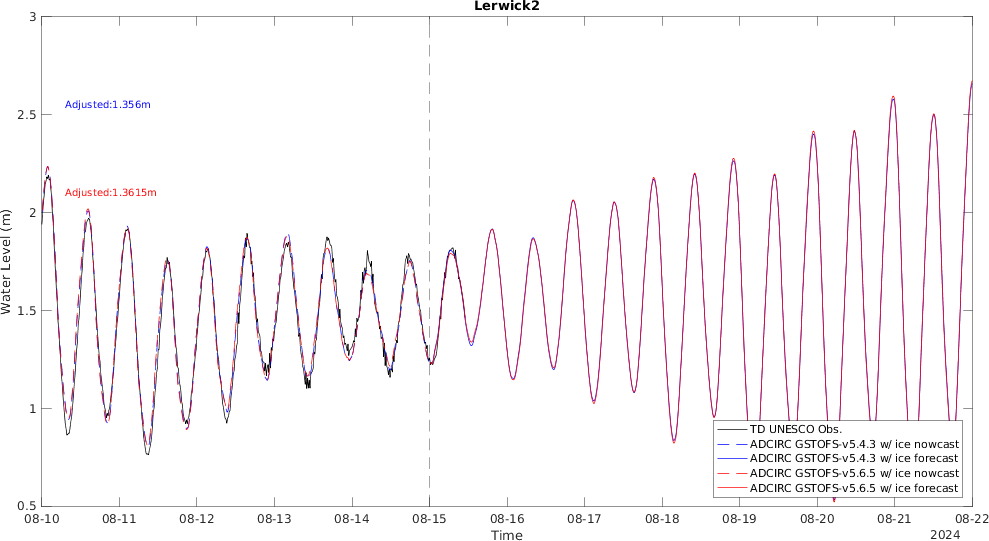 Lerwick2
3
2.5
2
1.5
1
0.5
Water Level (m)
Adjusted:1.356m
Adjusted:1.3615m
TD UNESCO Obs.
ADCIRC GSTOFS-v5.4.3 w/ ice nowcast
ADCIRC GSTOFS-v5.4.3 w/ ice forecast
ADCIRC GSTOFS-v5.6.5 w/ ice nowcast
ADCIRC GSTOFS-v5.6.5 w/ ice forecast
08-10 08-11 08-12 08-13 08-14 08-15 08-16 08-17 08-18 08-19 08-20 08-21 08-22
Time
2024